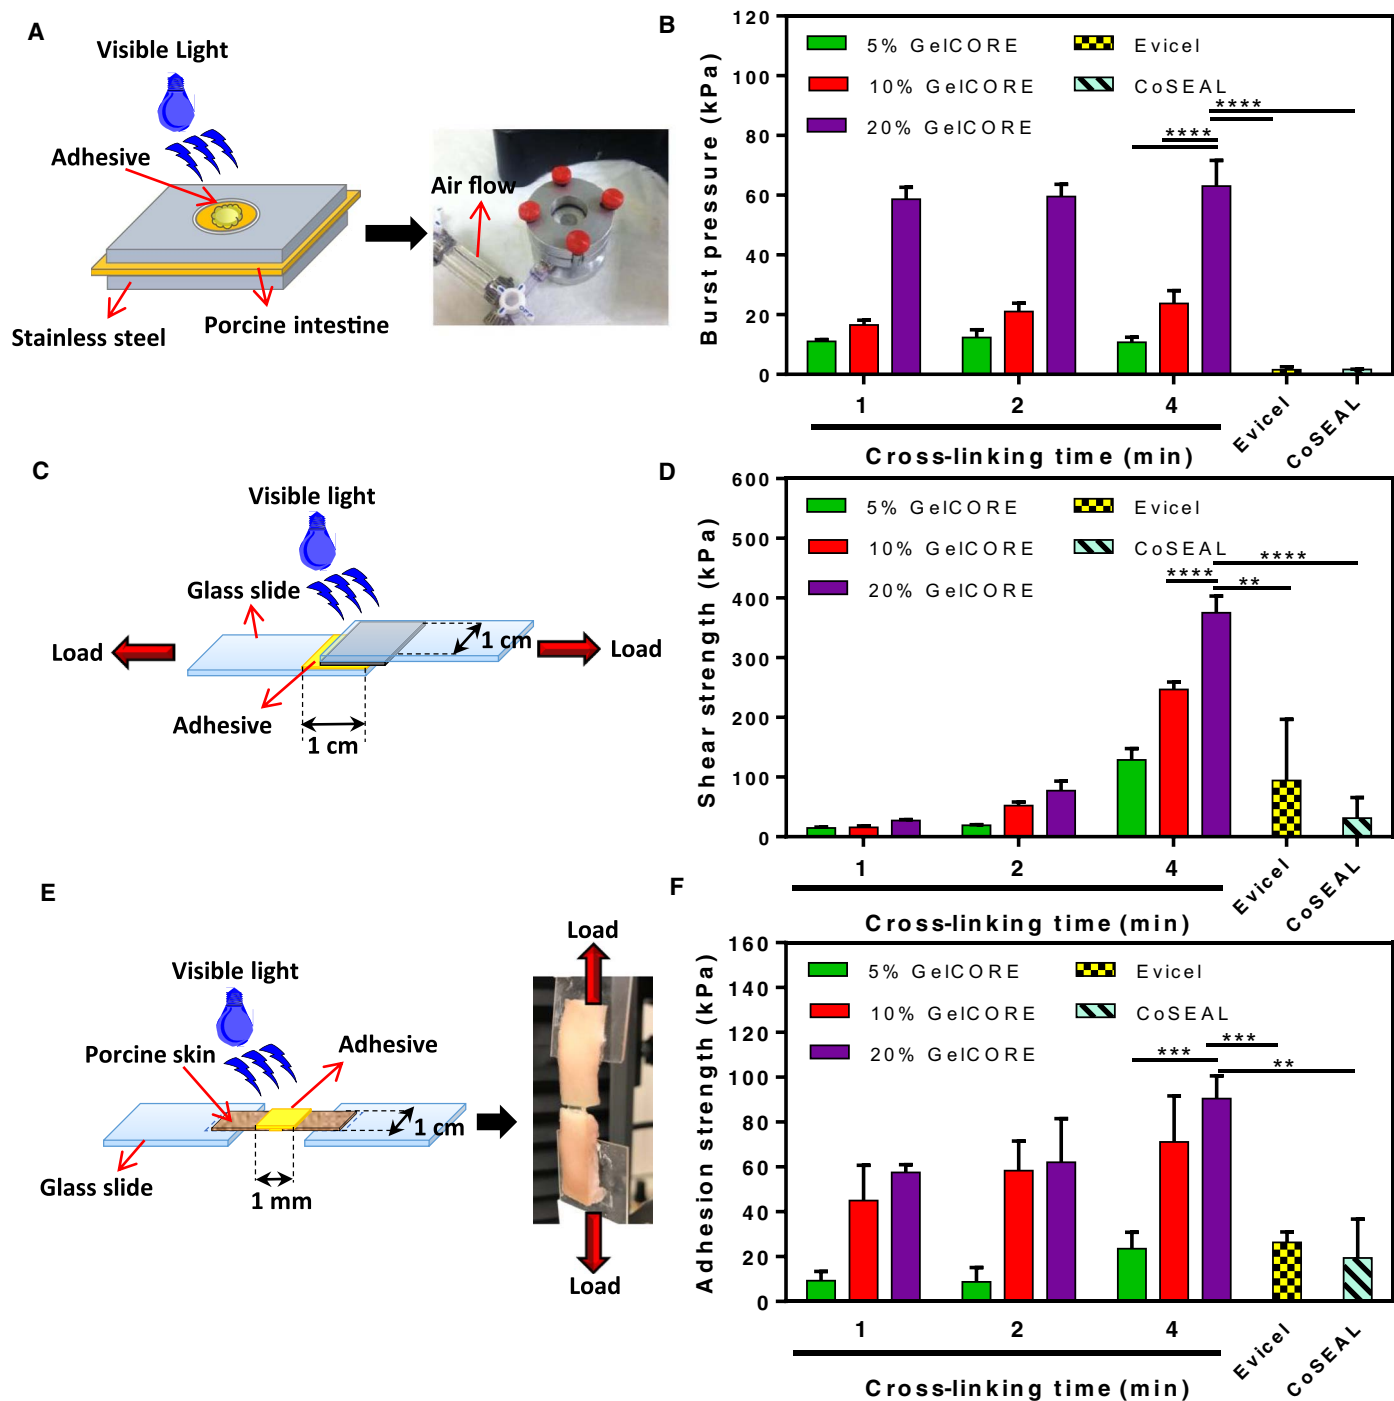 A
Visible Light
Adhesive
Air flow
Stainless steel
Porcine intestine
B
Burst pressure (kPa)
120
100
80
60
40
20
0
5% GelCORE
10% GelCORE
20% GelCORE
Evicel
CoSEAL
****
****
1
2
4
Evicel
CoSEAL
Cross-linking time (min)
C
Visible light
Glass slide
Load
1 cm
Load
Adhesive
1 cm
D
Shear strength (kPa)
600
500
400
300
200
100
0
5% GelCORE
10% GelCORE
20% GelCORE
Evicel
CoSEAL
****
****
**
1
2
4
Evicel
CoSEAL
Cross-linking time (min)
E
Visible light
Porcine skin
Adhesive
1 cm
Glass slide
1 mm
Load
Load
F
Adhesion strength (kPa)
160
140
120
100
80
60
40
20
0
5% GelCORE
10% GelCORE
20% GelCORE
Evicel
CoSEAL
***
***
**
1
2
4
Evicel
CoSEAL
Cross-linking time (min)